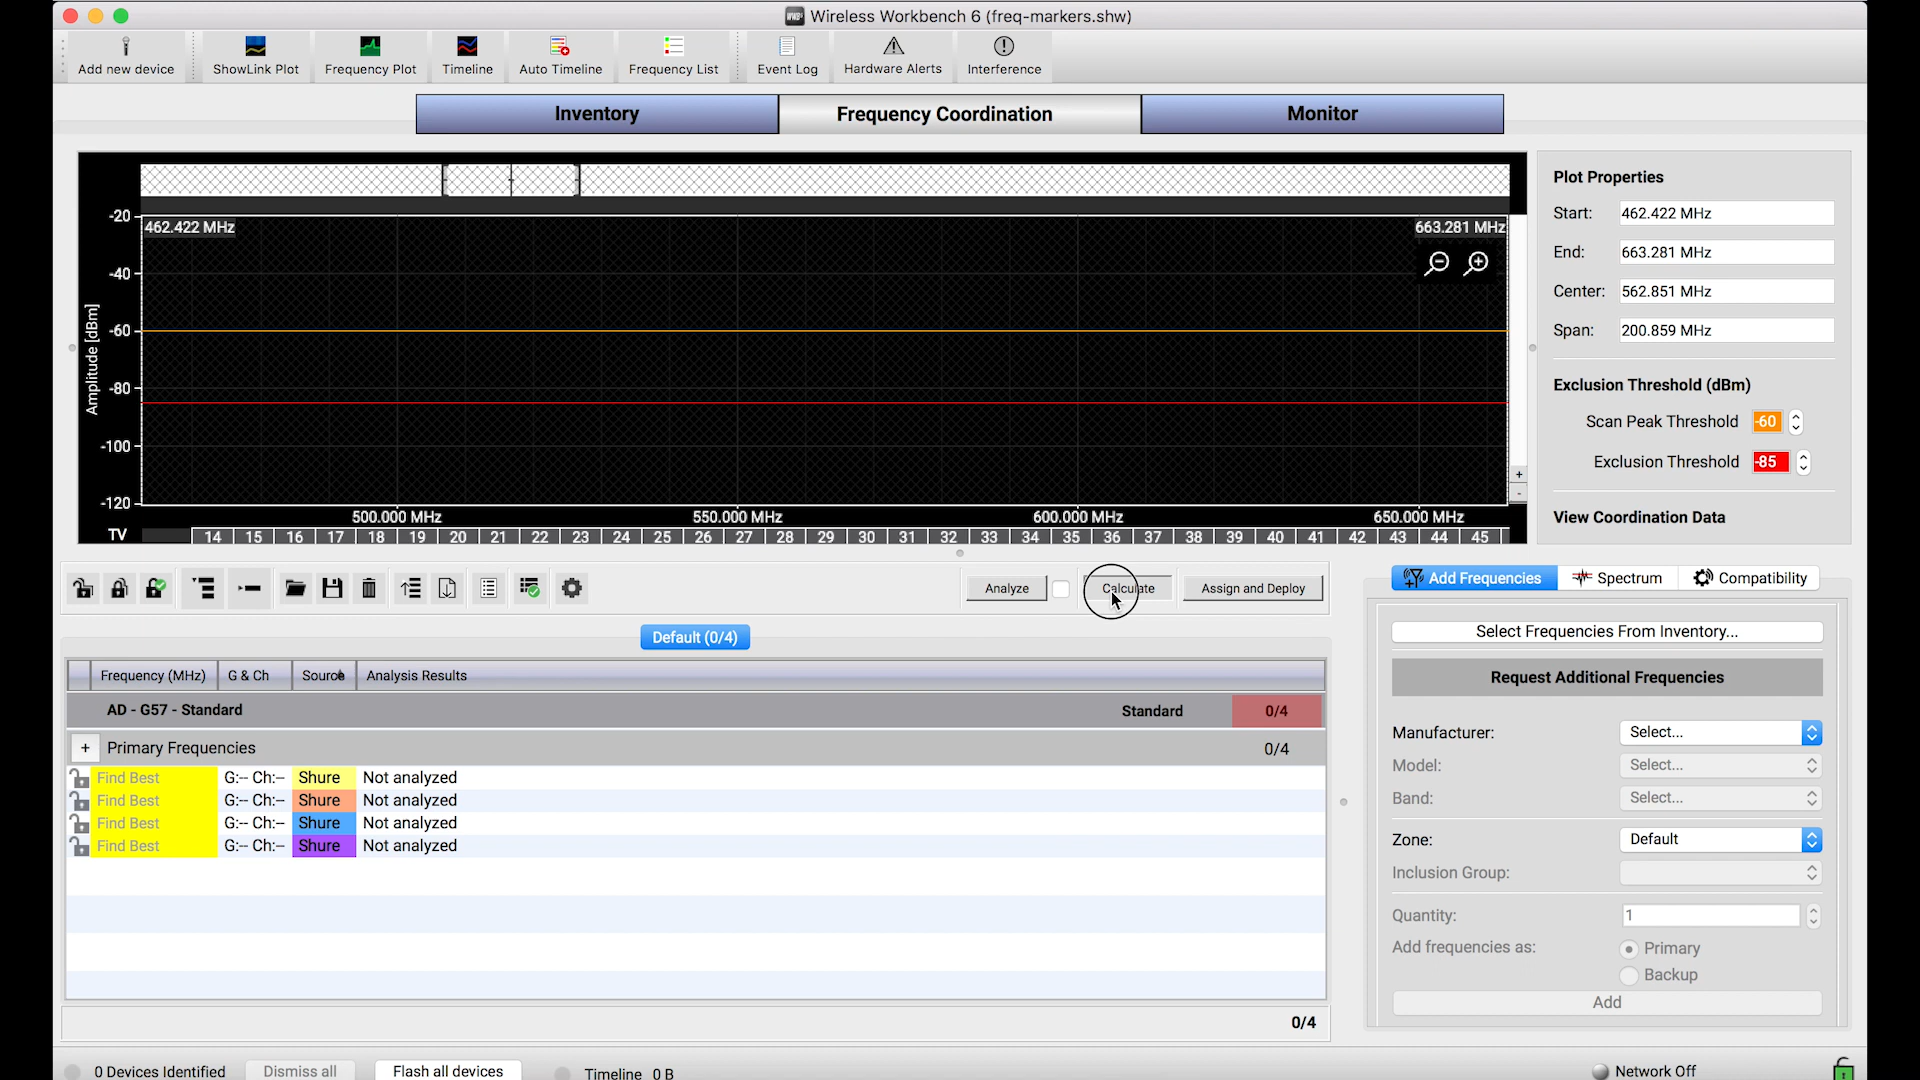 Wireless Workbench 6 (freq-markers.shw)
Add new device ShowLink Plot Frequency Plot Timeline Auto Timeline Frequency List Event Log Hardware Alerts Interference
Inventory Frequency Coordination Monitor
Amplitude [dBm]
-20
-40
-60
-80
-100
-120
462.422 MHz 663.281 MHz
+
-
500.000 MHz 550.000 MHz 600.000 MHz 650.000 MHz
TV 14 15 16 17 18 19 20 21 22 23 24 25 26 27 28 29 30 31 32 33 34 35 36 37 38 39 40 41 42 43 44 45
Plot Properties
Start: 462.422 MHz
End: 663.281 MHz
Center: 562.851 MHz
Span: 200.859 MHz
Exclusion Threshold (dBm)
Scan Peak Threshold -60
Exclusion Threshold -85
View Coordination Data
Analyze Calculate Assign and Deploy
Default (0/4)
Frequency (MHz) G & Ch Source Analysis Results
AD - G57 - Standard Standard 0/4
+ Primary Frequencies 0/4
Find Best G:-- Ch:-- Shure Not analyzed
Find Best G:-- Ch:-- Shure Not analyzed
Find Best G:-- Ch:-- Shure Not analyzed
Find Best G:-- Ch:-- Shure Not analyzed
0/4
Add Frequencies Spectrum Compatibility
Select Frequencies From Inventory...
Request Additional Frequencies
Manufacturer: Select...
Model: Select...
Band: Select...
Zone: Default
Inclusion Group:
Quantity: 1
Add frequencies as: Primary
Backup
Add
0 Devices Identified Dismiss all Flash all devices Timeline 0 B Network Off